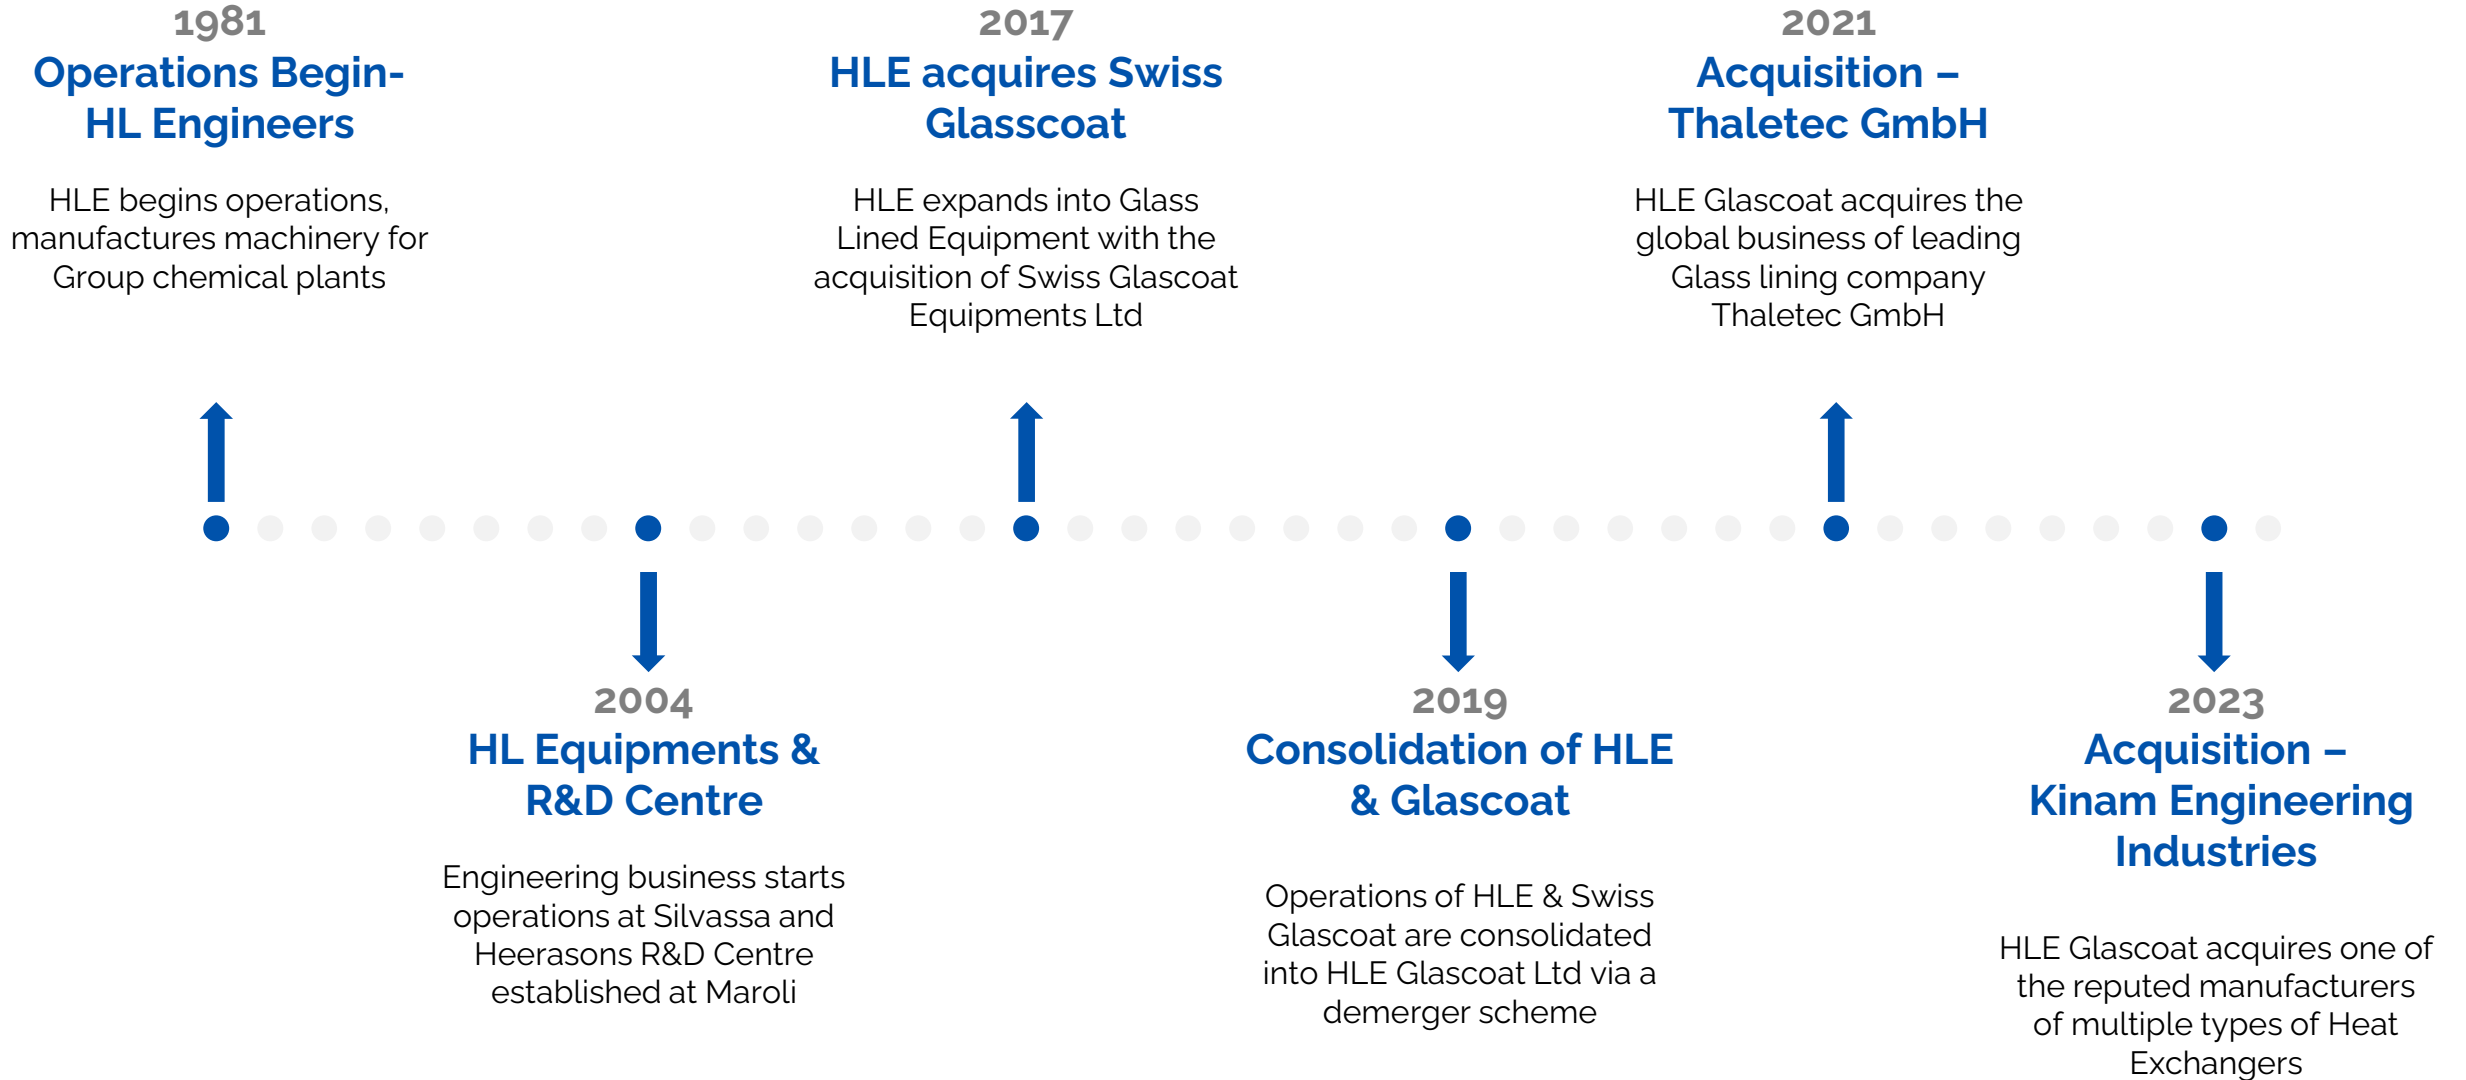 1981
Operations Begin-
HL Engineers
HLE begins operations,
manufactures machinery for
Group chemical plants
2004
HL Equipments &
R&D Centre
Engineering business starts
operations at Silvassa and
Heerasons R&D Centre
established at Maroli
2017
HLE acquires Swiss
Glasscoat
HLE expands into Glass
Lined Equipment with the
acquisition of Swiss Glascoat
Equipments Ltd
2019
Consolidation of HLE
& Glascoat
Operations of HLE & Swiss
Glascoat are consolidated
into HLE Glascoat Ltd via a
demerger scheme
2021
Acquisition –
Thaletec GmbH
HLE Glascoat acquires the
global business of leading
Glass lining company
Thaletec GmbH
2023
Acquisition –
Kinam Engineering
Industries
HLE Glascoat acquires one of
the reputed manufacturers
of multiple types of Heat
Exchangers